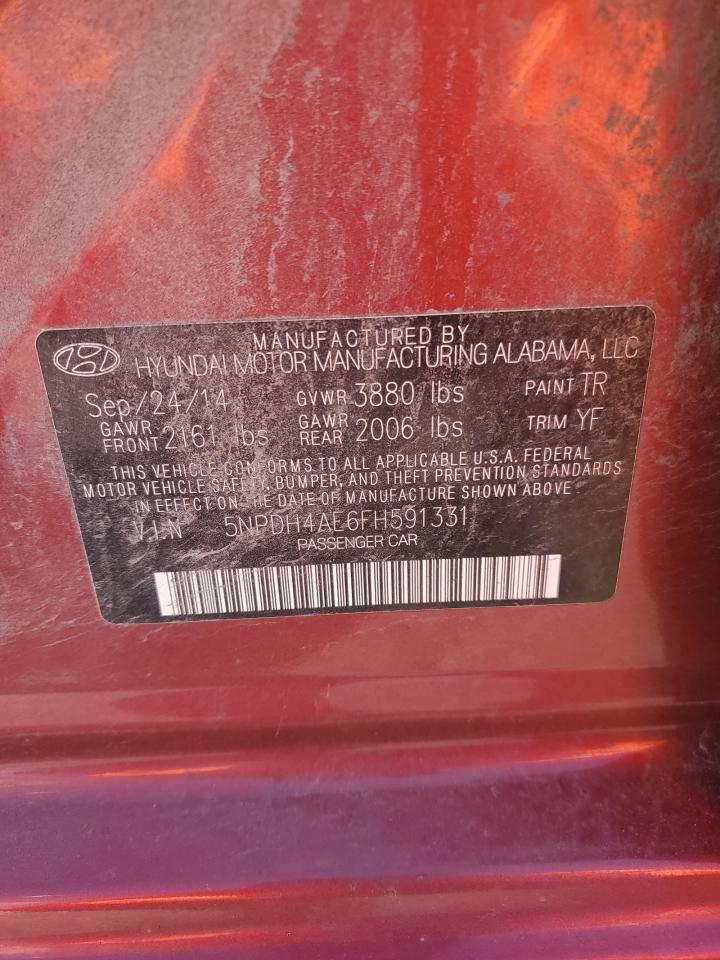 MANUFACTURED BY
HYUNDAI MOTOR MANUFACTURING ALABAMA, LLC
Sep/24/14 GVWR 3880 lbs PAINT TR
GAWR FRONT 2161 lbs GAWR REAR 2006 lbs TRIM YF
THIS VEHICLE CONFORMS TO ALL APPLICABLE U.S.A. FEDERAL
MOTOR VEHICLE SAFETY, BUMPER, AND THEFT PREVENTION STANDARDS
IN EFFECT ON THE DATE OF MANUFACTURE SHOWN ABOVE.
V.I.N 5NPDH4AE6FH591331
PASSENGER CAR